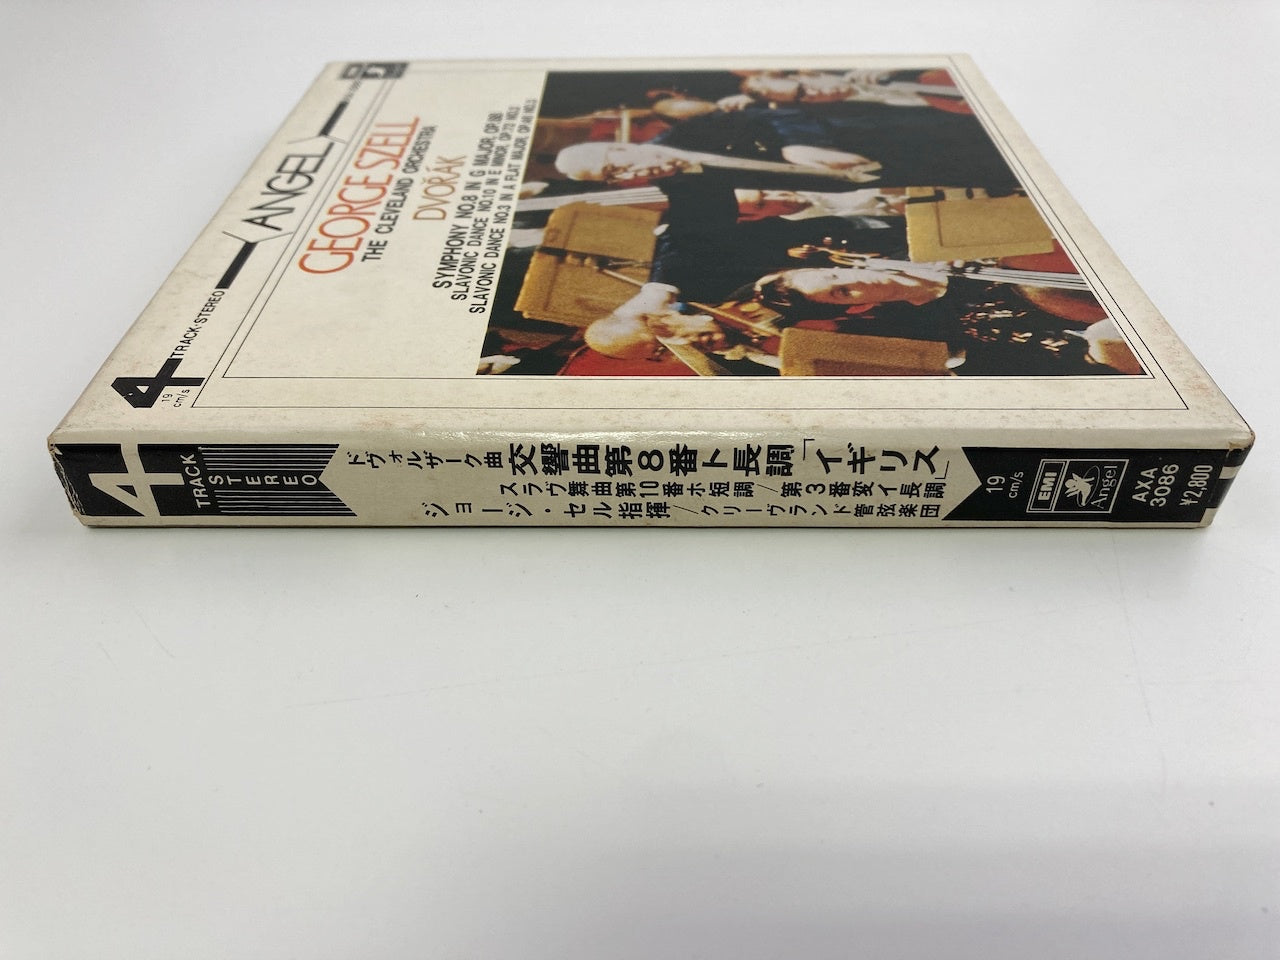 ANGEL
GEORGE SZELL
THE CLEVELAND ORCHESTRA
DVOŘÁK
SYMPHONY NO.8 IN G MAJOR, OP.88
SLAVONIC DANCE NO.10 IN E MINOR, OP.72 NO.2
SLAVONIC DANCE NO.3 IN A FLAT MAJOR, OP.46 NO.3
4 TRACK·STEREO
19 cm/s
4 TRACK
STEREO
ドヴォルザーク曲
交響曲第8番ト長調「イギリス」
スラヴ舞曲第10番ホ短調/第3番変イ長調
ジョージ・セル指揮/クリーヴランド管弦楽団
19 cm/s
EMI
Angel
AXA
3086
¥2,800